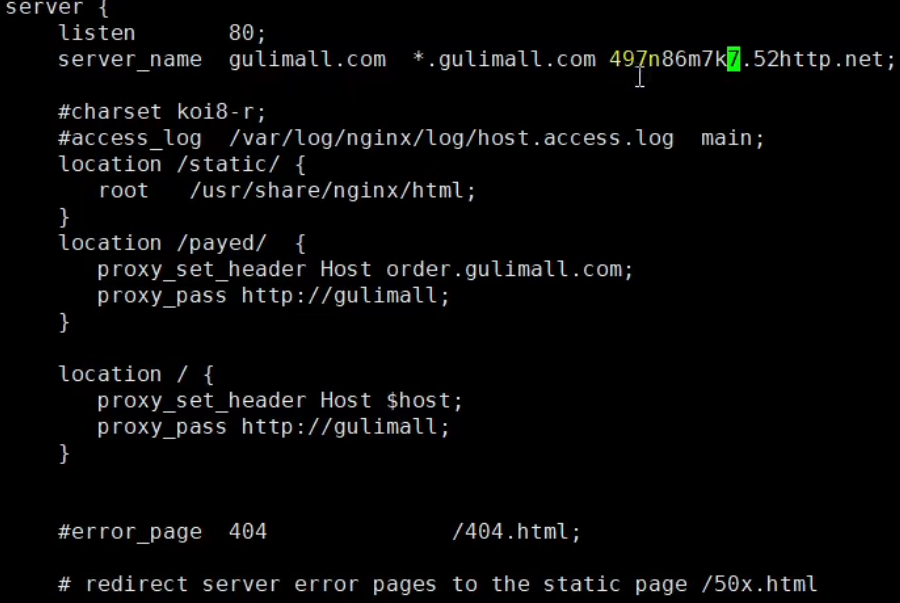 server {
    listen       80;
    server_name  gulimall.com  *.gulimall.com 497n86m7k7.52http.net;
    #charset koi8-r;
    #access_log  /var/log/nginx/log/host.access.log  main;
    location /static/ {
       root   /usr/share/nginx/html;
    }
    location /payed/  {
       proxy_set_header Host order.gulimall.com;
       proxy_pass http://gulimall;
    }
    location / {
       proxy_set_header Host $host;
       proxy_pass http://gulimall;
    }
    #error_page  404              /404.html;
    # redirect server error pages to the static page /50x.html